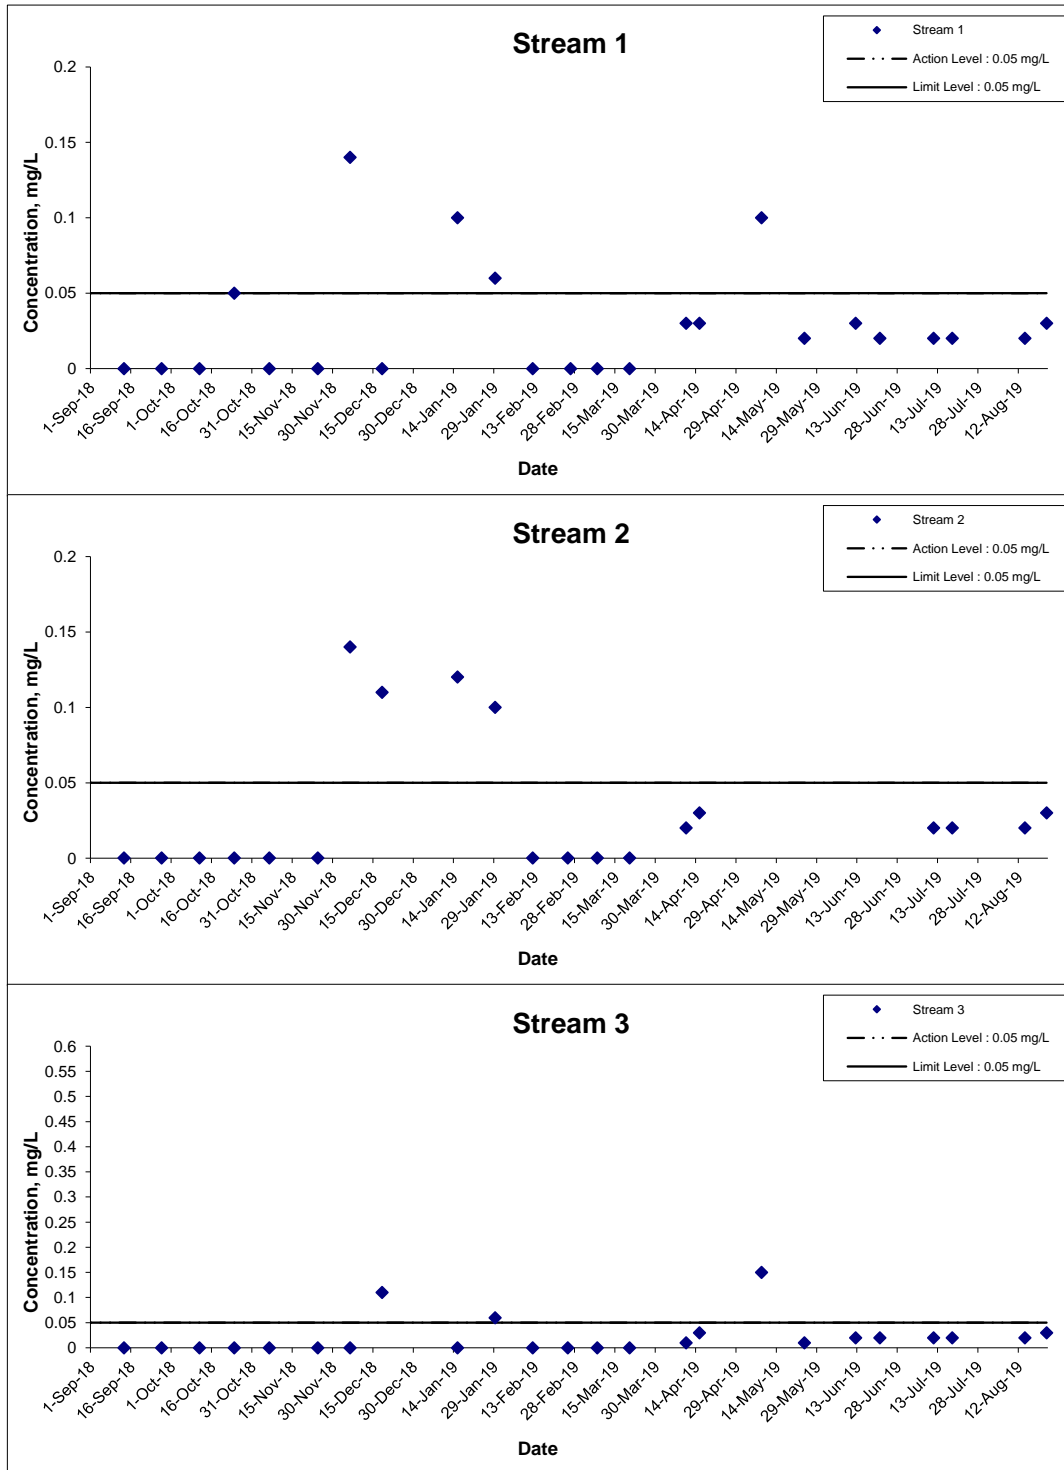 Stream 1
Stream 1
Action Level : 0.05 mg/L
Limit Level : 0.05 mg/L
Concentration, mg/L
0.2
0.15
0.1
0.05
0
1-Sep-18
16-Sep-18
1-Oct-18
16-Oct-18
31-Oct-18
15-Nov-18
30-Nov-18
15-Dec-18
30-Dec-18
14-Jan-19
29-Jan-19
13-Feb-19
28-Feb-19
15-Mar-19
30-Mar-19
14-Apr-19
29-Apr-19
14-May-19
29-May-19
13-Jun-19
28-Jun-19
13-Jul-19
28-Jul-19
12-Aug-19
Date
Stream 2
Stream 2
Action Level : 0.05 mg/L
Limit Level : 0.05 mg/L
Concentration, mg/L
0.2
0.15
0.1
0.05
0
1-Sep-18
16-Sep-18
1-Oct-18
16-Oct-18
31-Oct-18
15-Nov-18
30-Nov-18
15-Dec-18
30-Dec-18
14-Jan-19
29-Jan-19
13-Feb-19
28-Feb-19
15-Mar-19
30-Mar-19
14-Apr-19
29-Apr-19
14-May-19
29-May-19
13-Jun-19
28-Jun-19
13-Jul-19
28-Jul-19
12-Aug-19
Date
Stream 3
Stream 3
Action Level : 0.05 mg/L
Limit Level : 0.05 mg/L
Concentration, mg/L
0.6
0.55
0.5
0.45
0.4
0.35
0.3
0.25
0.2
0.15
0.1
0.05
0
1-Sep-18
16-Sep-18
1-Oct-18
16-Oct-18
31-Oct-18
15-Nov-18
30-Nov-18
15-Dec-18
30-Dec-18
14-Jan-19
29-Jan-19
13-Feb-19
28-Feb-19
15-Mar-19
30-Mar-19
14-Apr-19
29-Apr-19
14-May-19
29-May-19
13-Jun-19
28-Jun-19
13-Jul-19
28-Jul-19
12-Aug-19
Date